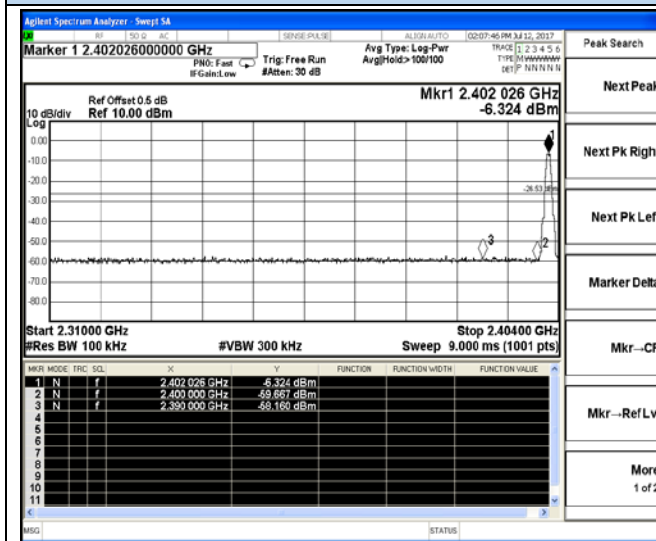 Agilent Spectrum Analyzer - Swept SA
RF 50 Ω AC SENSE:PULSE ALIGN AUTO 02:07:46 PM Jul 12, 2017
Marker 1 2.402026000000 GHz
PNO: Fast
IFGain:Low
Trig: Free Run
#Atten: 30 dB
Avg Type: Log-Pwr
Avg|Hold:> 100/100
TRACE 1 2 3 4 5 6
TYPE M
DET P N N N N N
Ref Offset 0.5 dB
Ref 10.00 dBm
10 dB/div
Log
Mkr1 2.402 026 GHz
-6.324 dBm
0.00
-10.0
-20.0
-30.0
-40.0
-50.0
-60.0
-70.0
-80.0
1
-26.53 dBm
3
2
Start 2.31000 GHz
Stop 2.40400 GHz
#Res BW 100 kHz
#VBW 300 kHz
Sweep 9.000 ms (1001 pts)
MKR MODE TRC SCL X Y FUNCTION FUNCTION WIDTH FUNCTION VALUE
1 N f 2.402 026 GHz -6.324 dBm
2 N f 2.400 000 GHz -59.667 dBm
3 N f 2.390 000 GHz -58.160 dBm
4
5
6
7
8
9
10
11
MSG
STATUS
Peak Search
Next Peak
Next Pk Righ
Next Pk Lef
Marker Delta
Mkr→CF
Mkr→Ref Lv
More
1 of 2